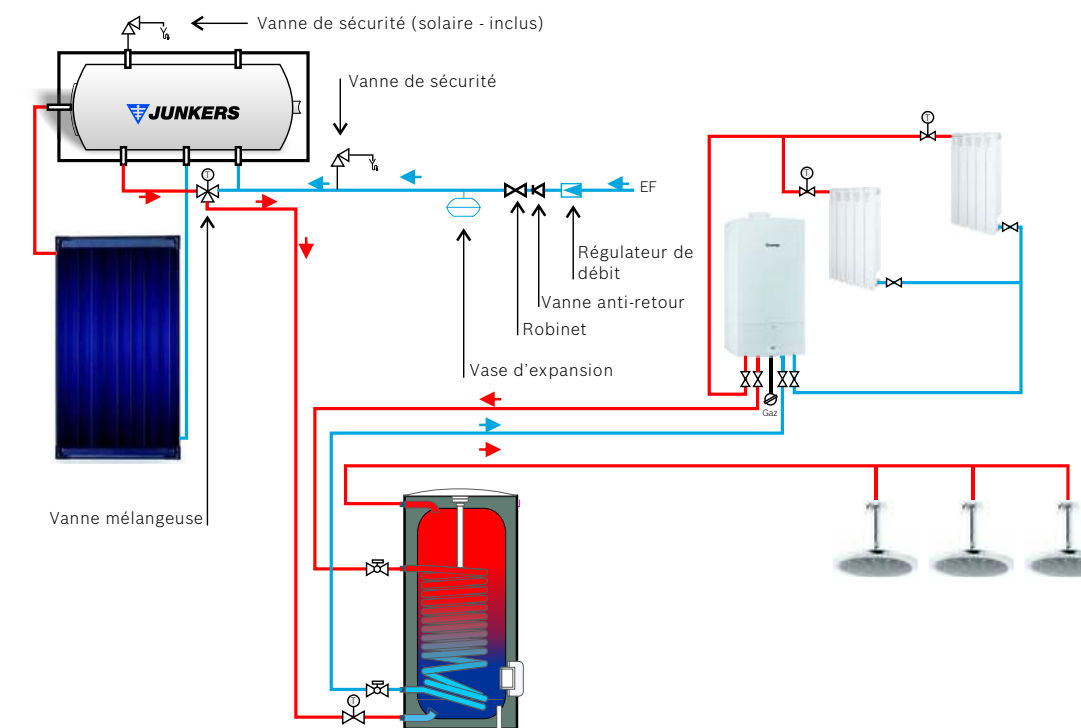 Vanne de sécurité (solaire - inclus)
Vanne de sécurité
JUNKERS
T
T
T
EF
Régulateur de
débit
Vanne anti-retour
Robinet
Vase d'expansion
Gaz
Vanne mélangeuse
T